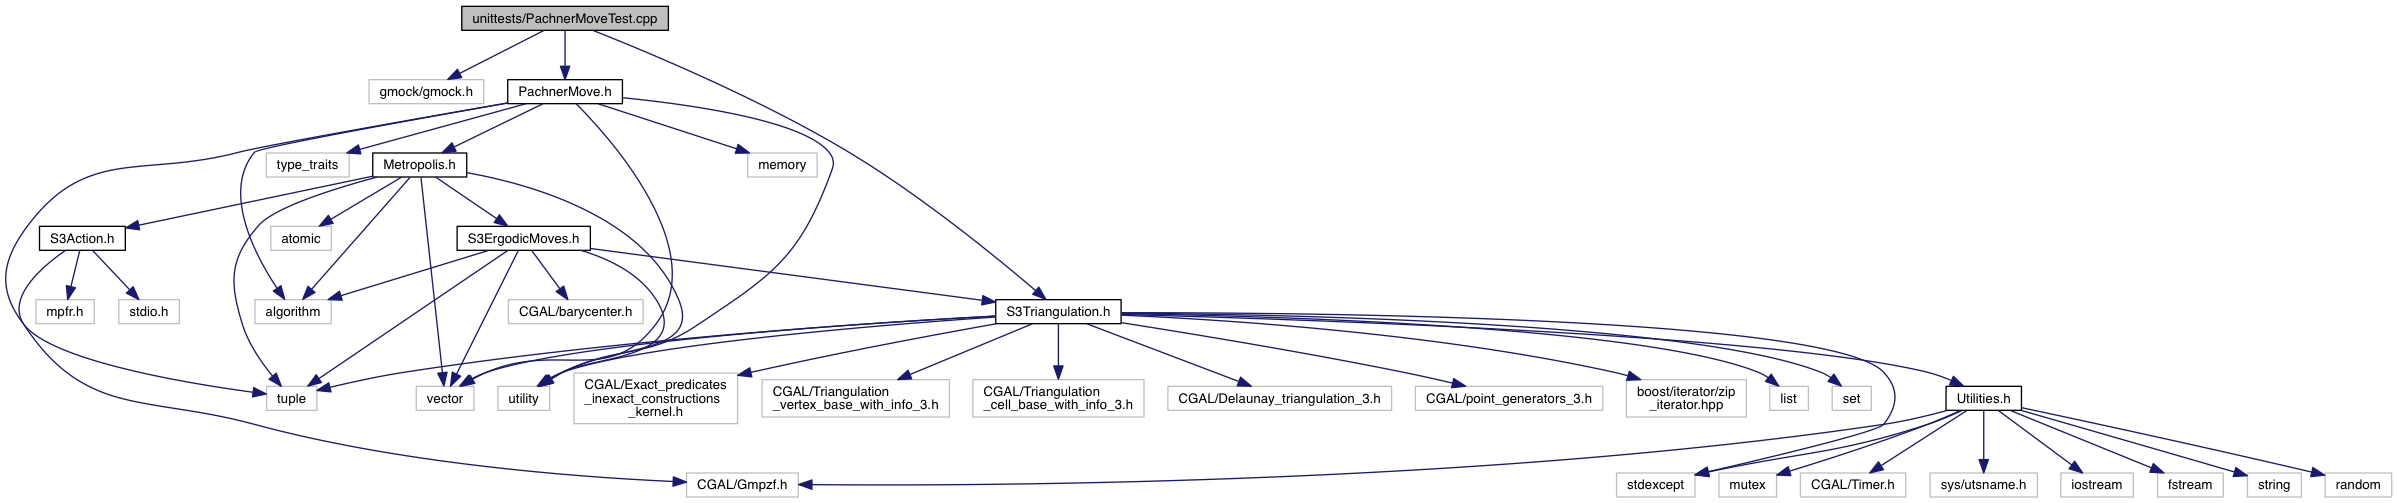 unittests/PachnerMoveTest.cpp
gmock/gmock.h
PachnerMove.h
type_traits
Metropolis.h
memory
S3Action.h
atomic
S3ErgodicMoves.h
mpfr.h
stdio.h
algorithm
CGAL/barycenter.h
S3Triangulation.h
tuple
vector
utility
CGAL/Exact_predicates
_inexact_constructions
_kernel.h
CGAL/Triangulation
_vertex_base_with_info_3.h
CGAL/Triangulation
_cell_base_with_info_3.h
CGAL/Delaunay_triangulation_3.h
CGAL/point_generators_3.h
boost/iterator/zip
_iterator.hpp
list
set
Utilities.h
CGAL/Gmpzf.h
stdexcept
mutex
CGAL/Timer.h
sys/utsname.h
iostream
fstream
string
random